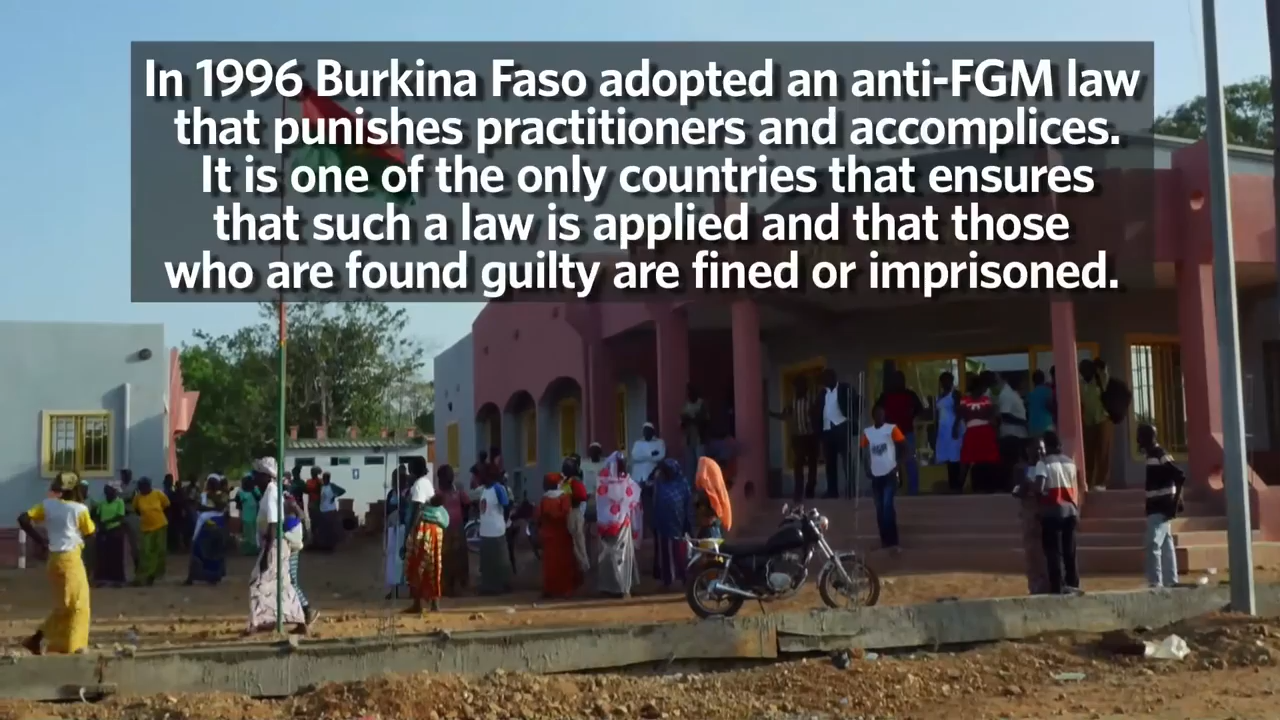 In 1996 Burkina Faso adopted an anti-FGM law
that punishes practitioners and accomplices.
It is one of the only countries that ensures
that such a law is applied and that those
who are found guilty are fined or imprisoned.